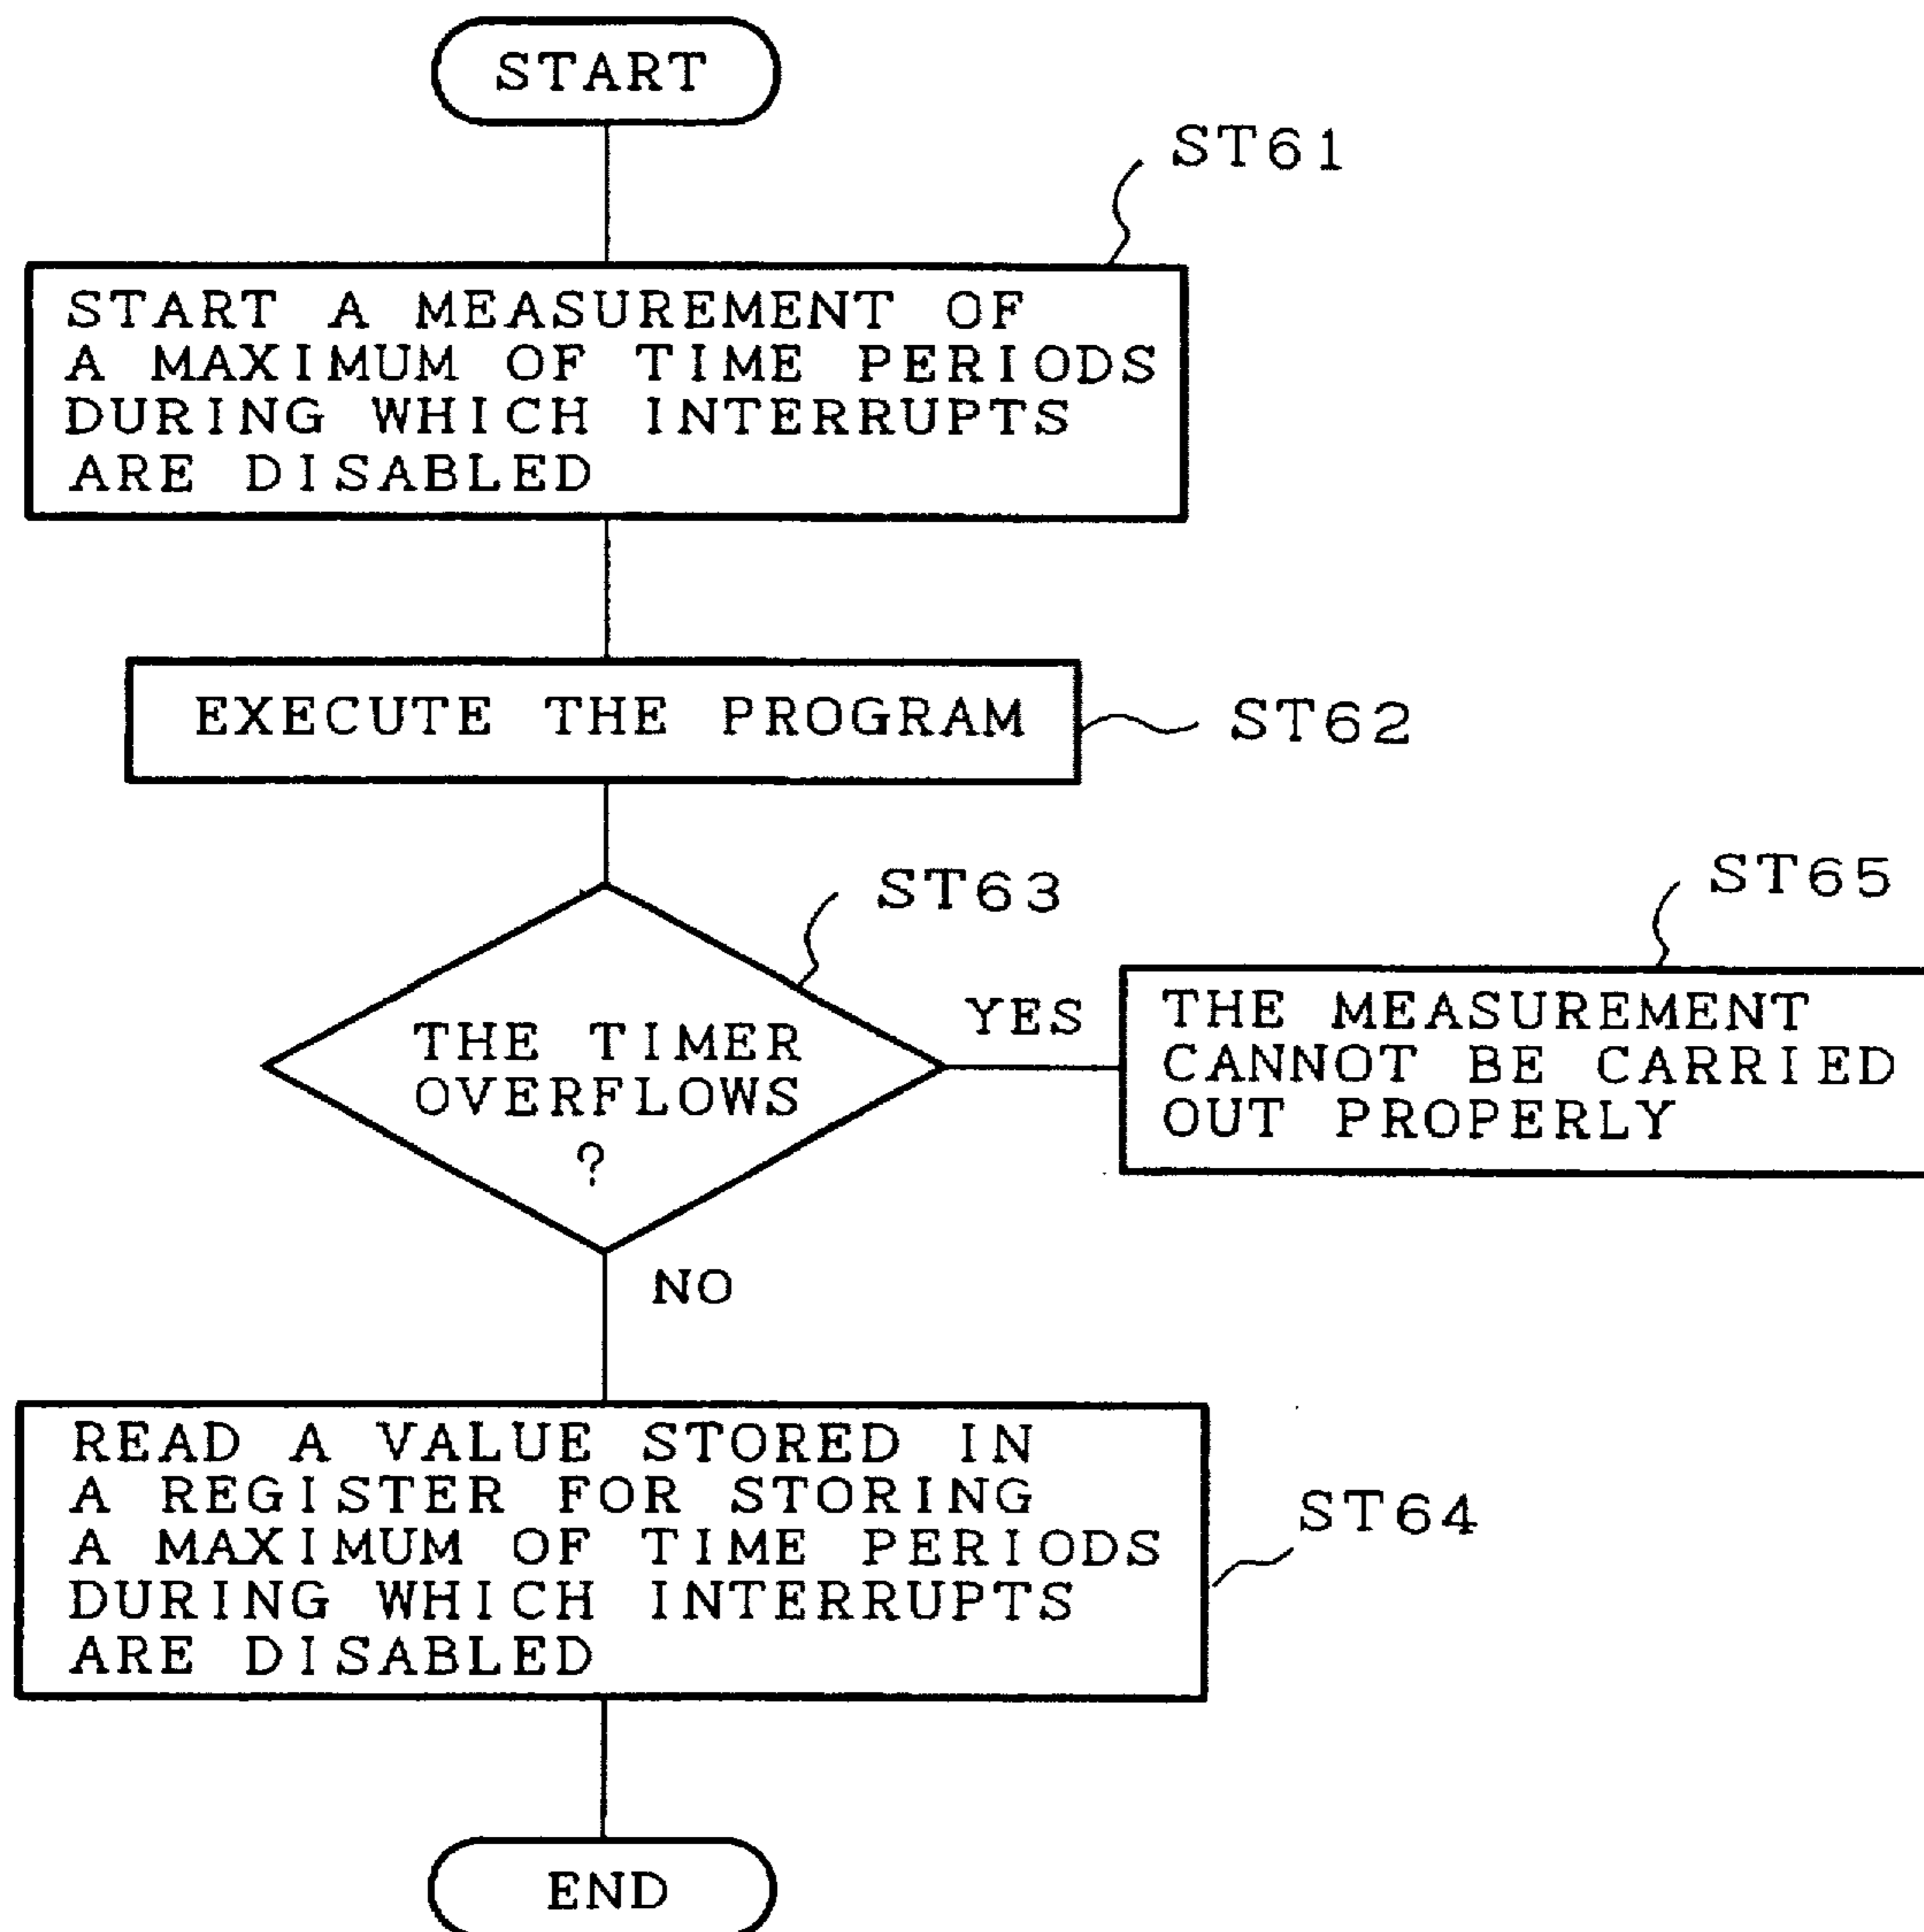 START
ST61
START A MEASUREMENT OF
A MAXIMUM OF TIME PERIODS
DURING WHICH INTERRUPTS
ARE DISABLED
EXECUTE THE PROGRAM
ST62
ST63
ST65
THE TIMER
OVERFLOWS
?
YES
THE MEASUREMENT
CANNOT BE CARRIED
OUT PROPERLY
NO
READ A VALUE STORED IN
A REGISTER FOR STORING
A MAXIMUM OF TIME PERIODS
DURING WHICH INTERRUPTS
ARE DISABLED
ST64
END